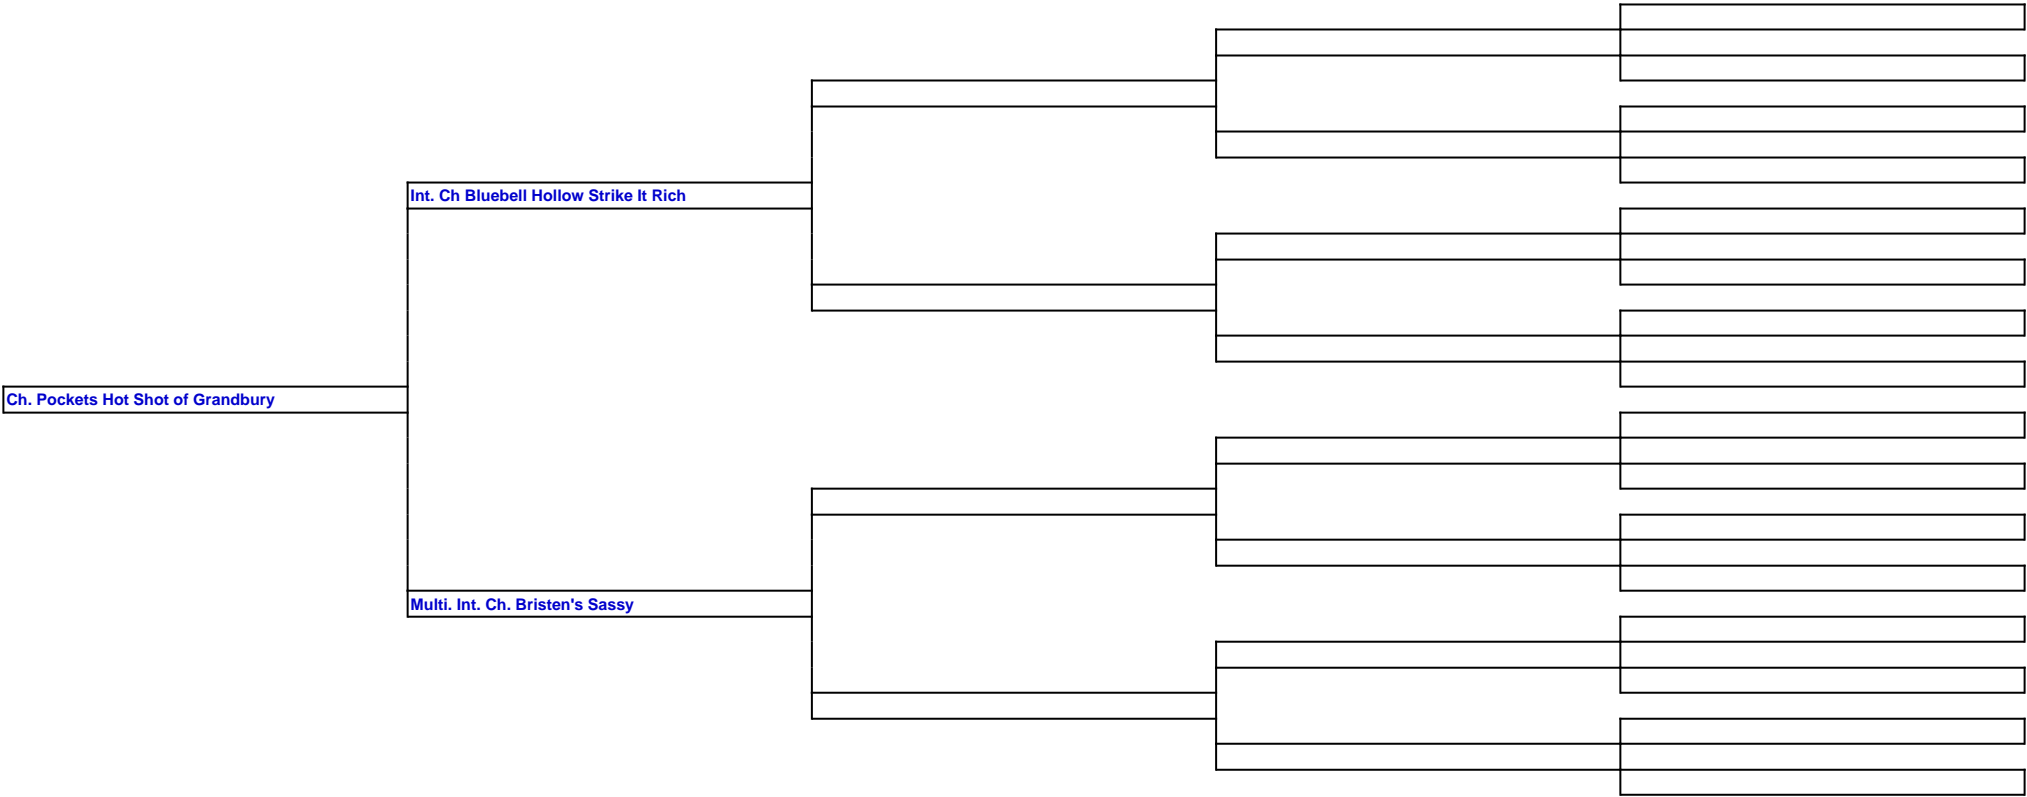 Int. Ch Bluebell Hollow Strike It Rich
Ch. Pockets Hot Shot of Grandbury
Multi. Int. Ch. Bristen's Sassy